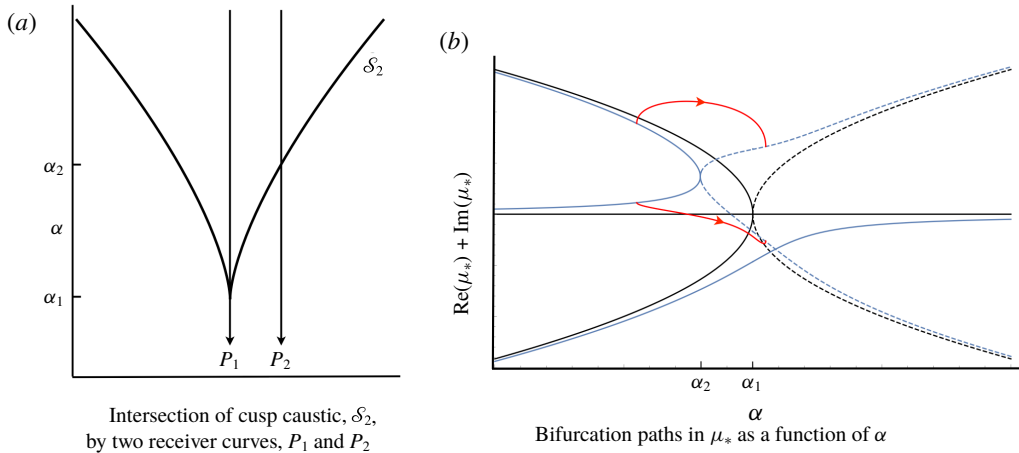 (a)
𝒮₂
α₂
α
α₁
P₁ P₂
Intersection of cusp caustic, 𝒮₂,
by two receiver curves, P₁ and P₂
(b)
Re(μ*) + Im(μ*)
α₂ α₁
α
Bifurcation paths in μ* as a function of α